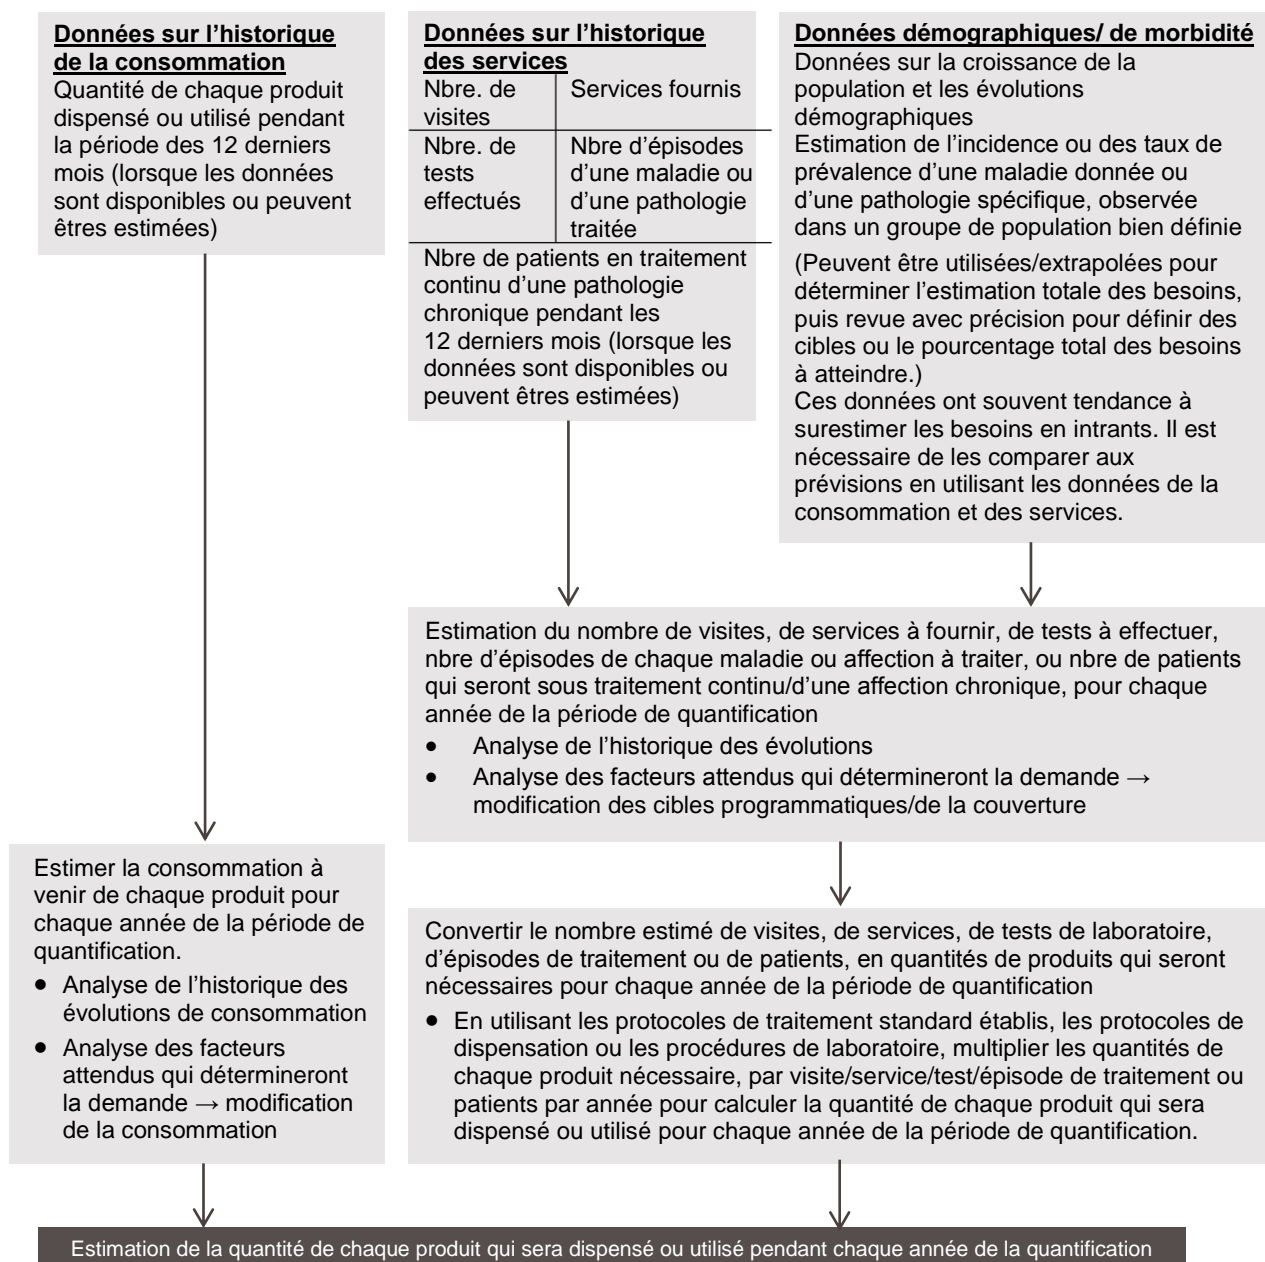 Données sur l’historique
de la consommation
Quantité de chaque produit
dispensé ou utilisé pendant
la période des 12 derniers
mois (lorsque les données
sont disponibles ou peuvent
êtres estimées)
Données sur l’historique
des services
Nbre. de
visites
Services fournis
Nbre. de
tests
effectués
Nbre d’épisodes
d’une maladie ou
d’une pathologie
traitée
Nbre de patients en traitement
continu d’une pathologie
chronique pendant les
12 derniers mois (lorsque les
données sont disponibles ou
peuvent êtres estimées)
Données démographiques/ de morbidité
Données sur la croissance de la
population et les évolutions
démographiques
Estimation de l’incidence ou des taux de
prévalence d’une maladie donnée ou
d’une pathologie spécifique, observée
dans un groupe de population bien définie
(Peuvent être utilisées/extrapolées pour
déterminer l’estimation totale des besoins,
puis revue avec précision pour définir des
cibles ou le pourcentage total des besoins
à atteindre.)
Ces données ont souvent tendance à
surestimer les besoins en intrants. Il est
nécessaire de les comparer aux
prévisions en utilisant les données de la
consommation et des services.
Estimation du nombre de visites, de services à fournir, de tests à effectuer,
nbre d’épisodes de chaque maladie ou affection à traiter, ou nbre de patients
qui seront sous traitement continu/d’une affection chronique, pour chaque
année de la période de quantification
• Analyse de l’historique des évolutions
• Analyse des facteurs attendus qui détermineront la demande →
modification des cibles programmatiques/de la couverture
Estimer la consommation à
venir de chaque produit pour
chaque année de la période de
quantification.
• Analyse de l’historique des
évolutions de consommation
• Analyse des facteurs
attendus qui détermineront
la demande → modification
de la consommation
Convertir le nombre estimé de visites, de services, de tests de laboratoire,
d’épisodes de traitement ou de patients, en quantités de produits qui seront
nécessaires pour chaque année de la période de quantification
• En utilisant les protocoles de traitement standard établis, les protocoles de
dispensation ou les procédures de laboratoire, multiplier les quantités de
chaque produit nécessaire, par visite/service/test/épisode de traitement ou
patients par année pour calculer la quantité de chaque produit qui sera
dispensé ou utilisé pour chaque année de la période de quantification.
Estimation de la quantité de chaque produit qui sera dispensé ou utilisé pendant chaque année de la quantification